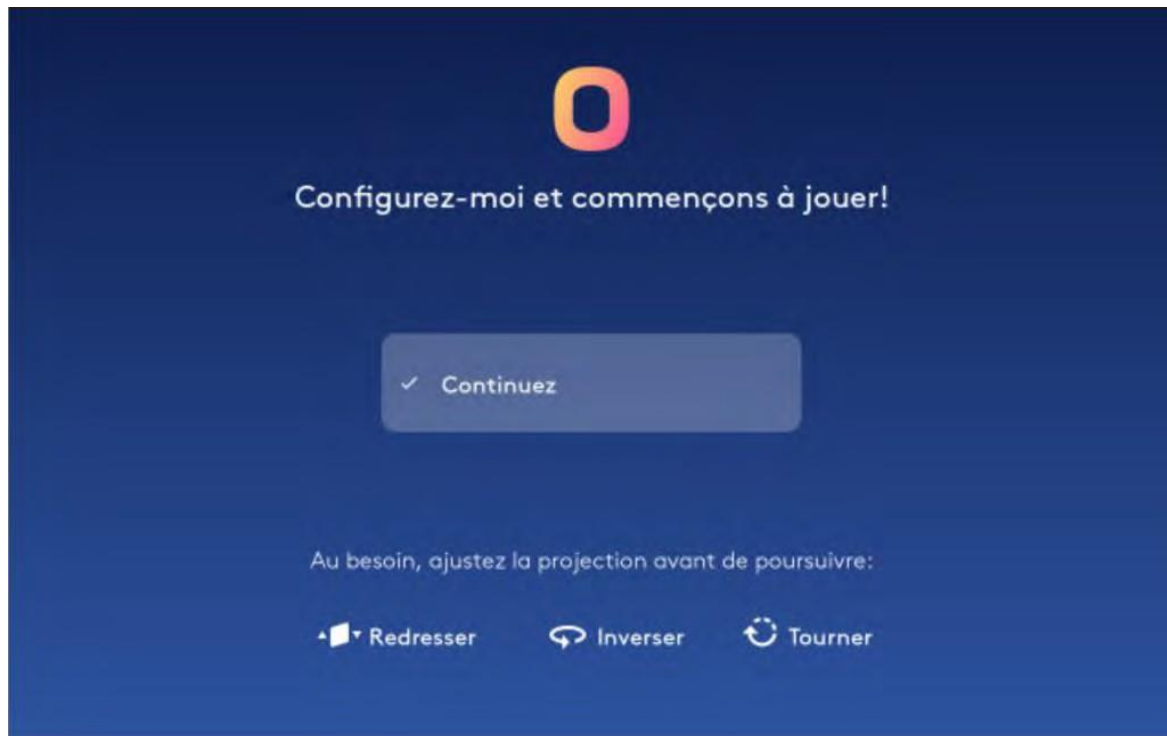 Configurez-moi et commençons à jouer!
Continuez
Au besoin, ajustez la projection avant de poursuivre:
Redresser Inverser Tourner